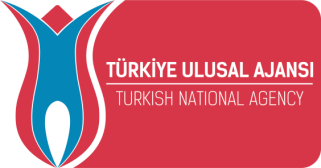 TÜRKİYE ULUSAL AJANSI
TURKISH NATIONAL AGENCY